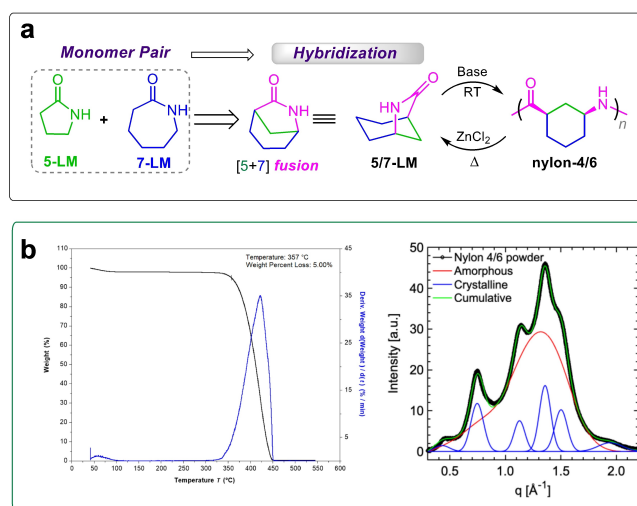 a
Monomer Pair
Hybridization
O
NH
5-LM
+
O
NH
7-LM
O
NH
[5+7] fusion
O
HN
5/7-LM
Base
RT
ZnCl2
Δ
O
H
N
n
nylon-4/6
b
Temperature: 357 °C
Weight Percent Loss: 5.00%
110
100
90
80
70
60
50
40
30
20
10
0
Weight (%)
45
35
25
15
5
Deriv. Weight d(Weight) / d(t) (% / min)
0 50 100 150 200 250 300 350 400 450 500 550 600
Temperature T (°C)
Nylon 4/6 powder
Amorphous
Crystalline
Cumulative
50
40
30
20
10
0
Intensity [a.u.]
0.5 1.0 1.5 2.0
q [Å-1]